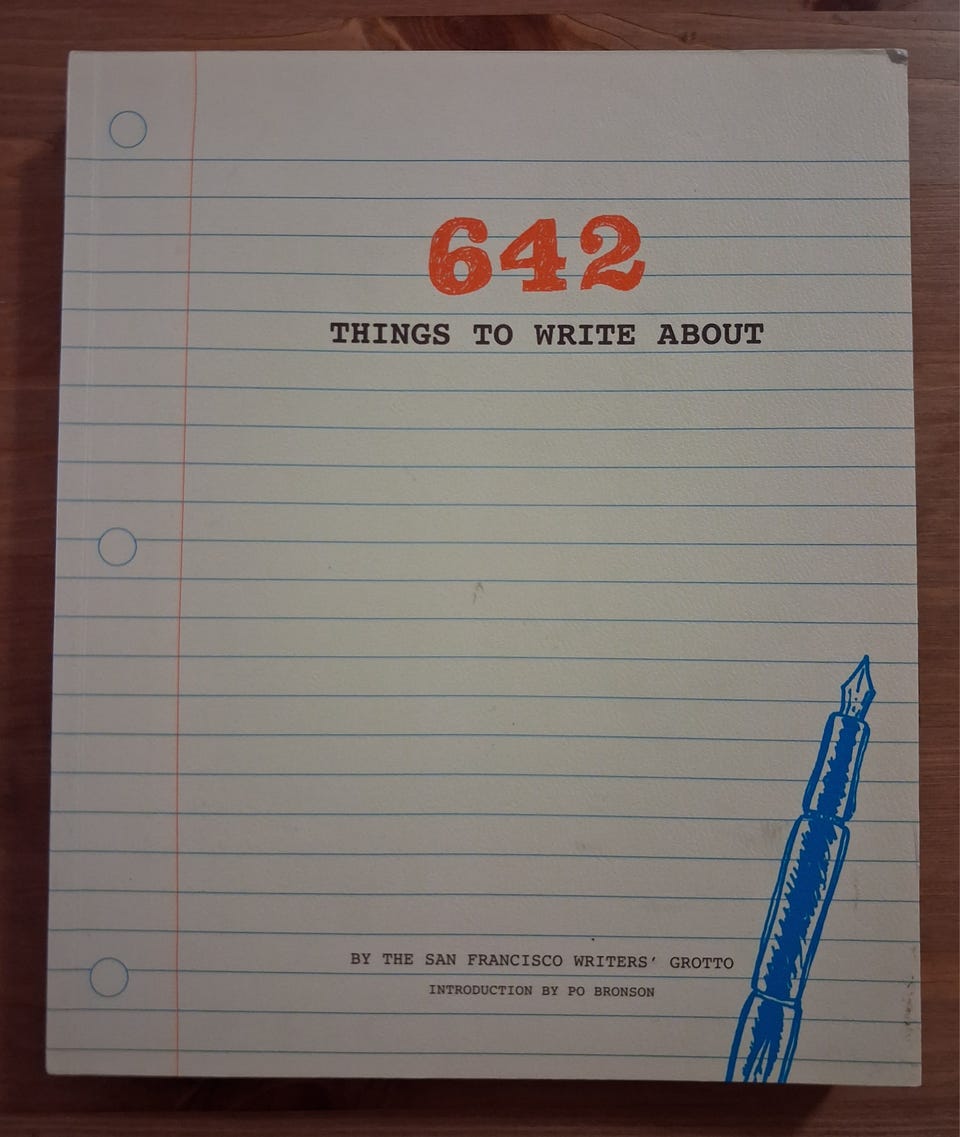 642
THINGS TO WRITE ABOUT
BY THE SAN FRANCISCO WRITERS' GROTTO
INTRODUCTION BY PO BRONSON